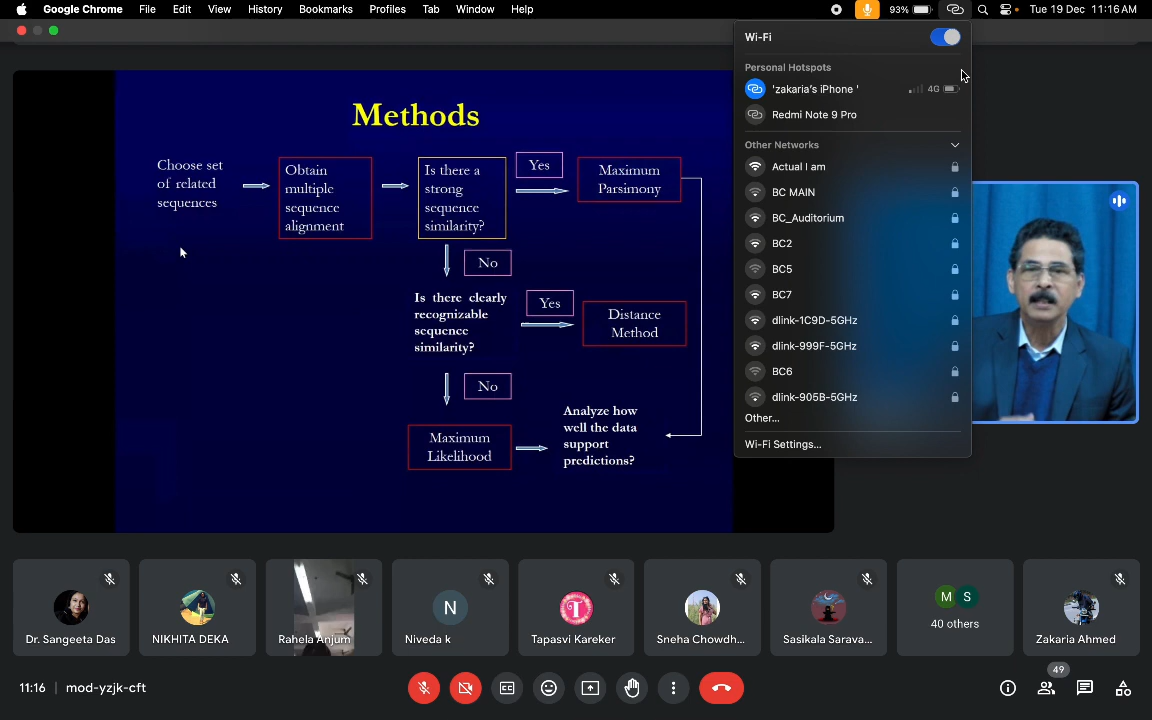 Google Chrome File Edit View History Bookmarks Profiles Tab Window Help 93% Tue 19 Dec 11:16 AM
Wi-Fi
Personal Hotspots
'zakaria's iPhone ' 4G
Redmi Note 9 Pro
Other Networks
Actual I am
BC MAIN
BC_Auditorium
BC2
BC5
BC7
dlink-1C9D-5GHz
dlink-999F-5GHz
BC6
dlink-905B-5GHz
Other...
Wi-Fi Settings...
Methods
Choose set
of related
sequences
Obtain
multiple
sequence
alignment
Is there a
strong
sequence
similarity?
Yes
Maximum
Parsimony
No
Is there clearly
recognizable
sequence
similarity?
Yes
Distance
Method
No
Maximum
Likelihood
Analyze how
well the data
support
predictions?
Dr. Sangeeta Das
NIKHITA DEKA
Rahela Anjum
N
Niveda k
T
Tapasvi Kareker
Sneha Chowdh...
Sasikala Sarava...
M S
40 others
Zakaria Ahmed
11:16 | mod-yzjk-cft
49